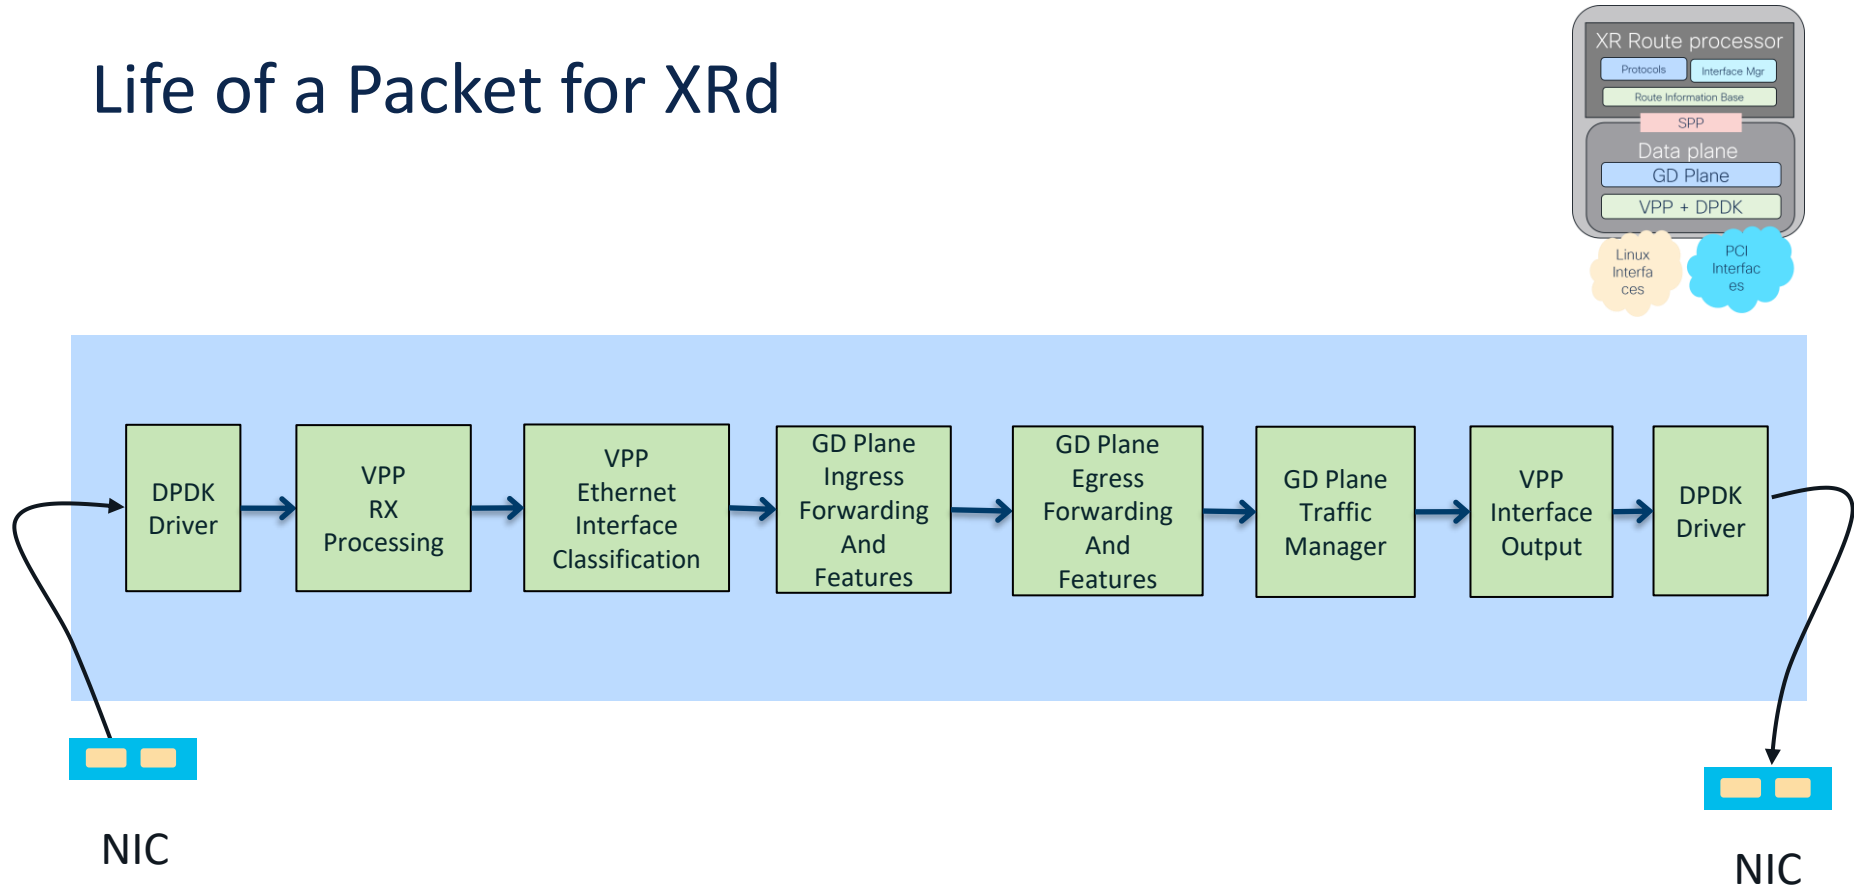 Life of a Packet for XRd
XR Route processor
Protocols
Interface Mgr
Route Information Base
SPP
Data plane
GD Plane
VPP + DPDK
Linux
Interfa
ces
PCI
Interfac
es
DPDK
Driver
VPP
RX
Processing
VPP
Ethernet
Interface
Classification
GD Plane
Ingress
Forwarding
And
Features
GD Plane
Egress
Forwarding
And
Features
GD Plane
Traffic
Manager
VPP
Interface
Output
DPDK
Driver
NIC
NIC